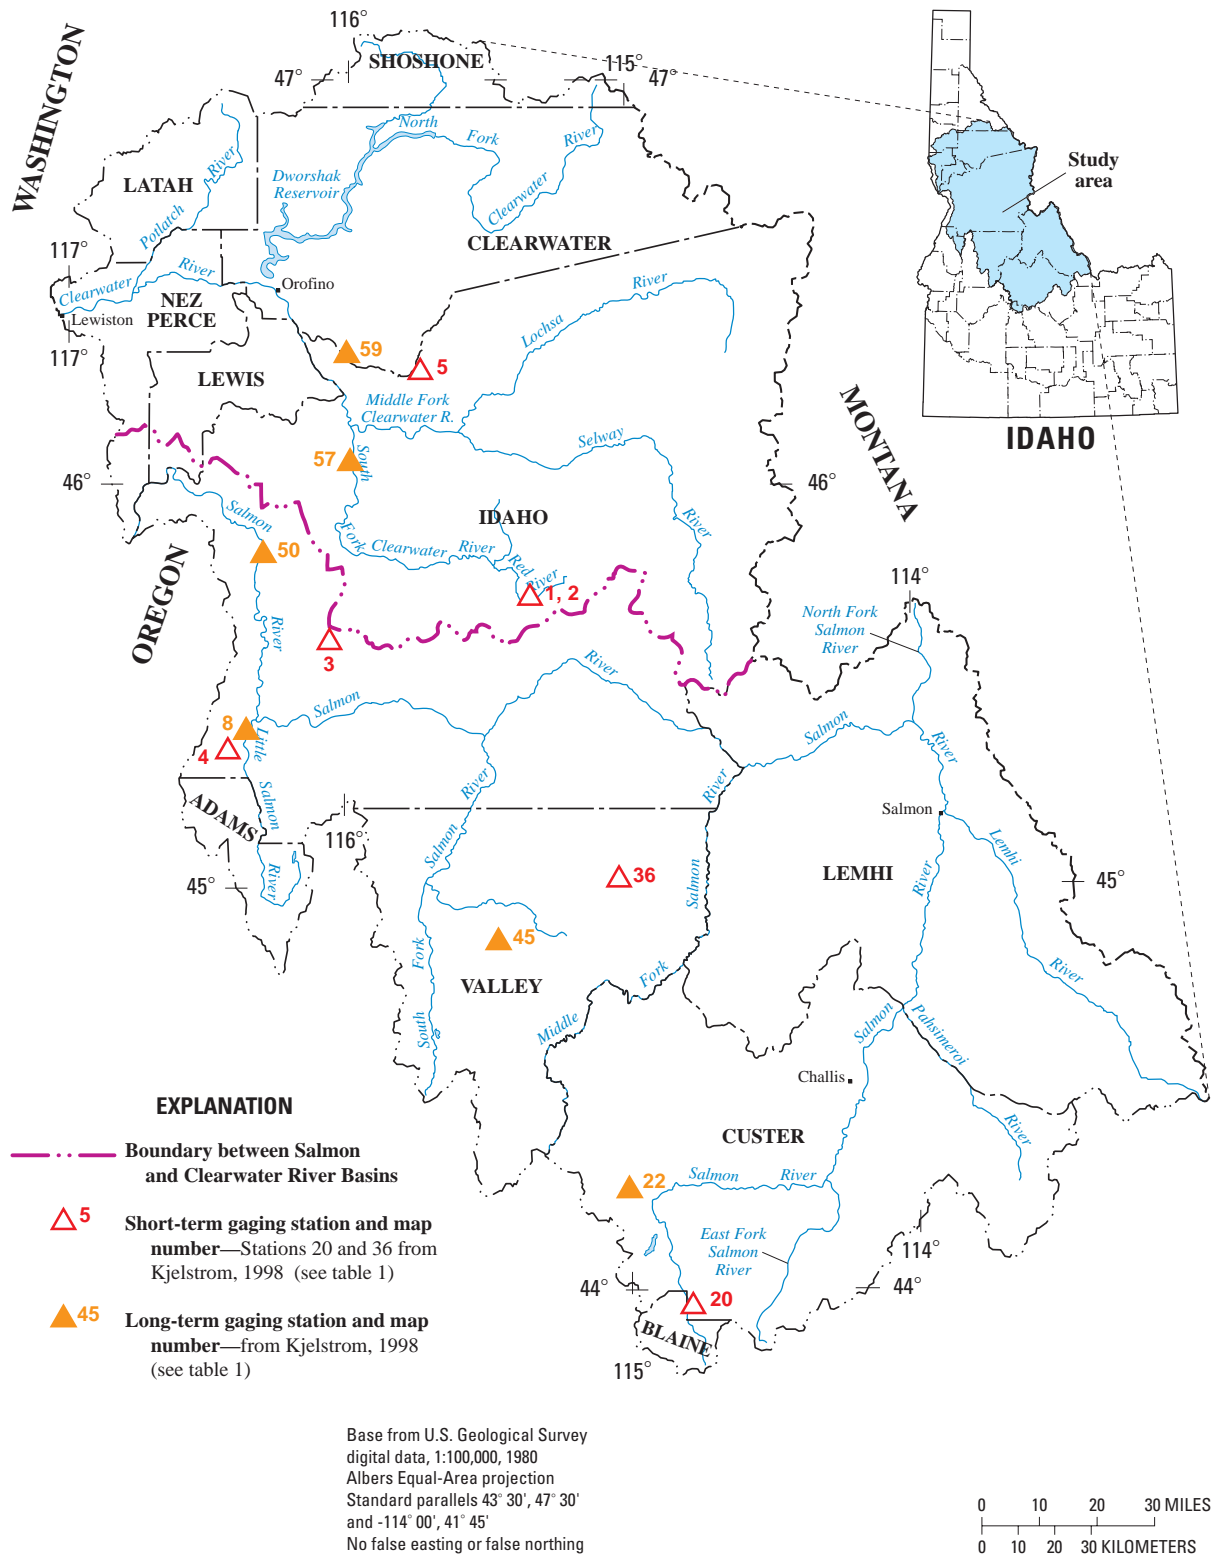 116°
WASHINGTON
SHOSHONE
47°
115°
47°
North
Fork
River
Clearwater
River
LATAH
Potlatch
Dworshak
Reservoir
CLEARWATER
117°
Clearwater
River
Orofino
NEZ
PERCE
Lewiston
117°
River
Lochsa
59
5
LEWIS
Middle Fork
Clearwater R.
MONTANA
Study
area
IDAHO
57
South
Selway
46°
46°
Salmon
IDAHO
River
50
Fork
Clearwater
River
Red
River
1, 2
OREGON
114°
North Fork
Salmon
River
River
3
River
Salmon
Salmon
8
4
Little
River
River
River
Salmon
ADAMS
116°
Salmon
Salmon
Lemhi
45°
River
36
Salmon
LEMHI
River
45°
45
Fork
VALLEY
Fork
River
South
Middle
Salmon
Pahsimeroi
Challis
River
CUSTER
22
Salmon
River
East Fork
Salmon
River
114°
44°
44°
20
BLAINE
115°
EXPLANATION
Boundary between Salmon
and Clearwater River Basins
5
Short-term gaging station and map
number—Stations 20 and 36 from
Kjelstrom, 1998 (see table 1)
45
Long-term gaging station and map
number—from Kjelstrom, 1998
(see table 1)
Base from U.S. Geological Survey
digital data, 1:100,000, 1980
Albers Equal-Area projection
Standard parallels 43° 30', 47° 30'
and -114° 00', 41° 45'
No false easting or false northing
0 10 20 30 MILES
0 10 20 30 KILOMETERS